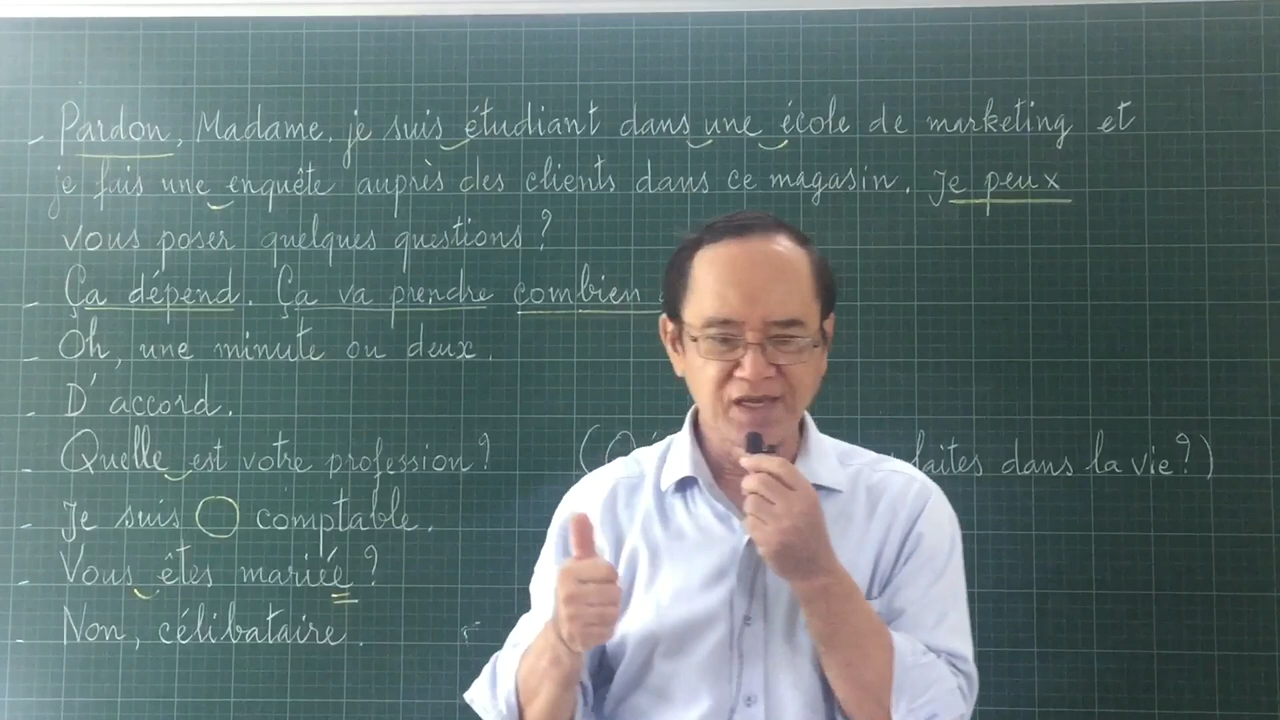 - Pardon, Madame, je suis étudiant dans une école de marketing et
je fais une enquête auprès des clients dans ce magasin. Je peux
vous poser quelques questions ?
- Ça dépend. Ça va prendre combien
- Oh, une minute ou deux.
- D'accord.
- Quelle est votre profession ? ( faites dans la vie ? )
- Je suis comptable.
- Vous êtes mariée ?
- Non, célibataire.